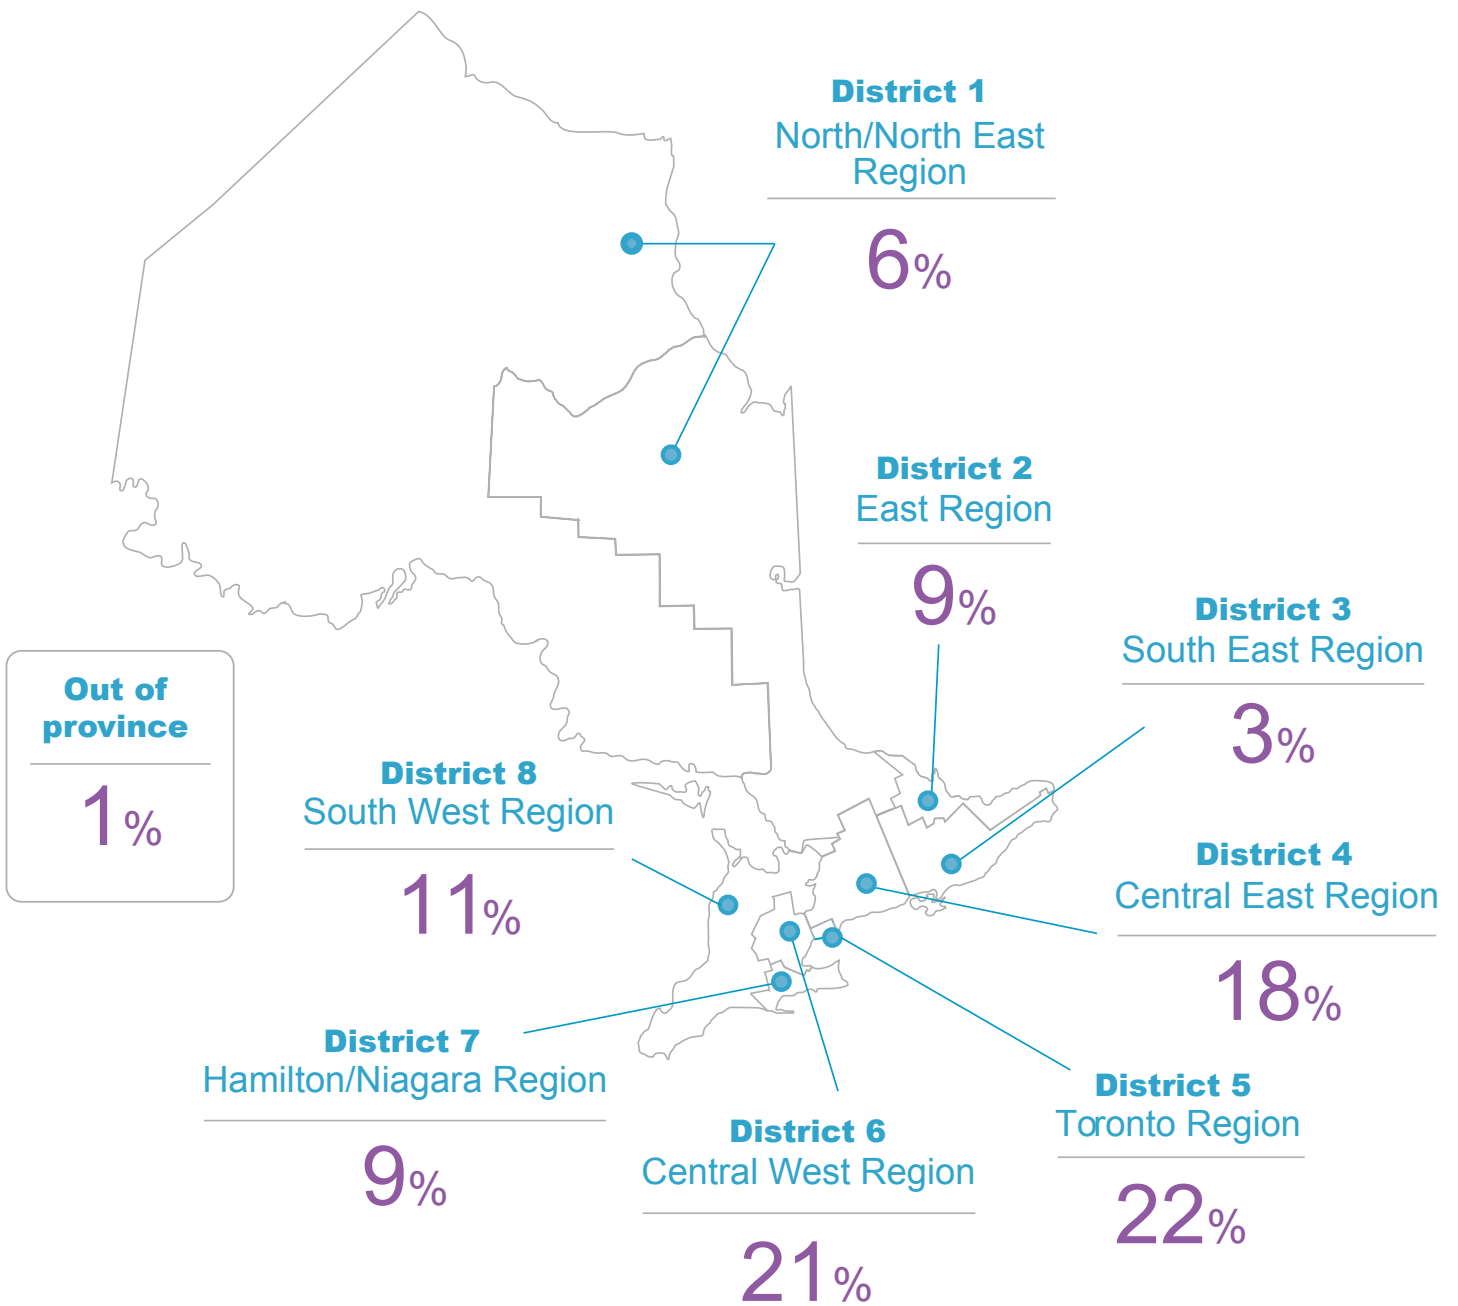 District 1
North/North East
Region
6%
District 2
East Region
9%
District 3
South East Region
3%
Out of
province
1%
District 8
South West Region
11%
District 4
Central East Region
18%
District 7
Hamilton/Niagara Region
9%
District 6
Central West Region
21%
District 5
Toronto Region
22%